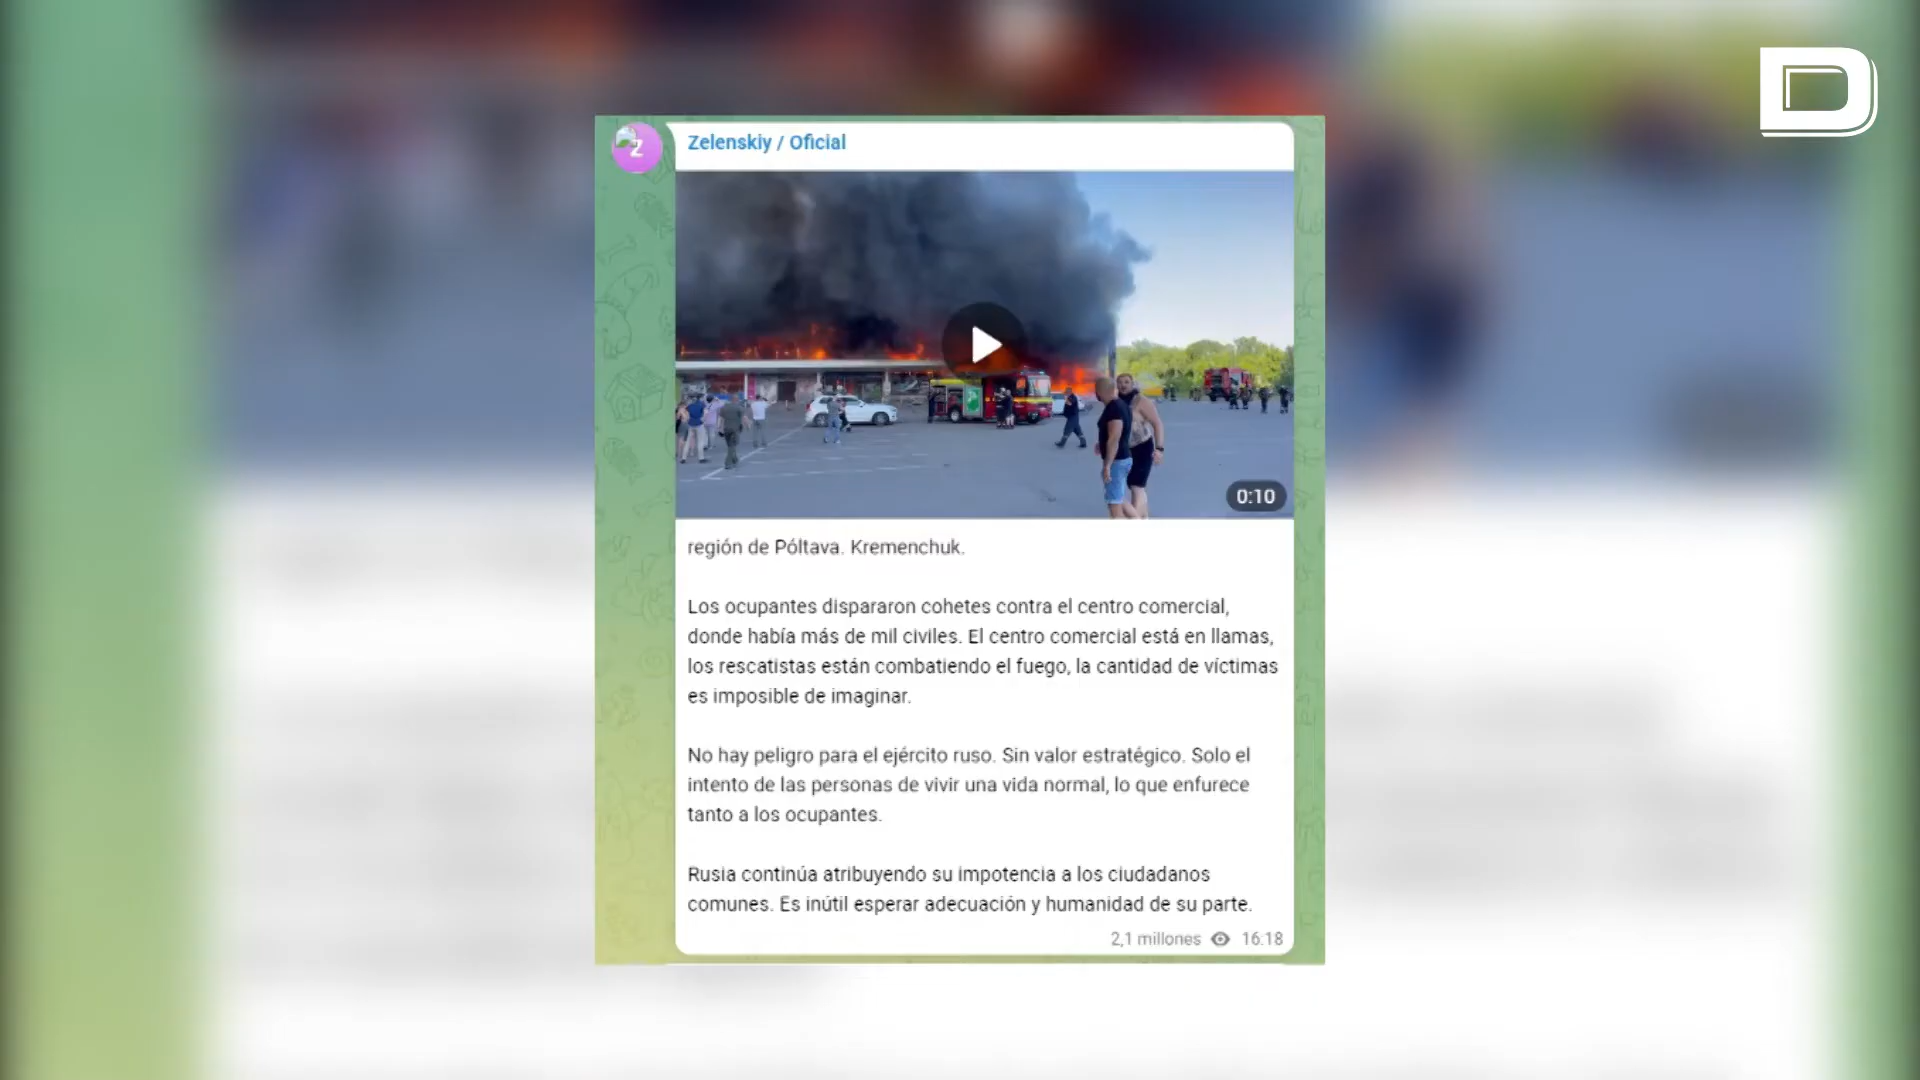 D
Z
Zelenskiy / Oficial
0:10
región de Póltava. Kremenchuk.
Los ocupantes dispararon cohetes contra el centro comercial,
donde había más de mil civiles. El centro comercial está en llamas,
los rescatistas están combatiendo el fuego, la cantidad de víctimas
es imposible de imaginar.
No hay peligro para el ejército ruso. Sin valor estratégico. Solo el
intento de las personas de vivir una vida normal, lo que enfurece
tanto a los ocupantes.
Rusia continúa atribuyendo su impotencia a los ciudadanos
comunes. Es inútil esperar adecuación y humanidad de su parte.
2,1 millones 16:18